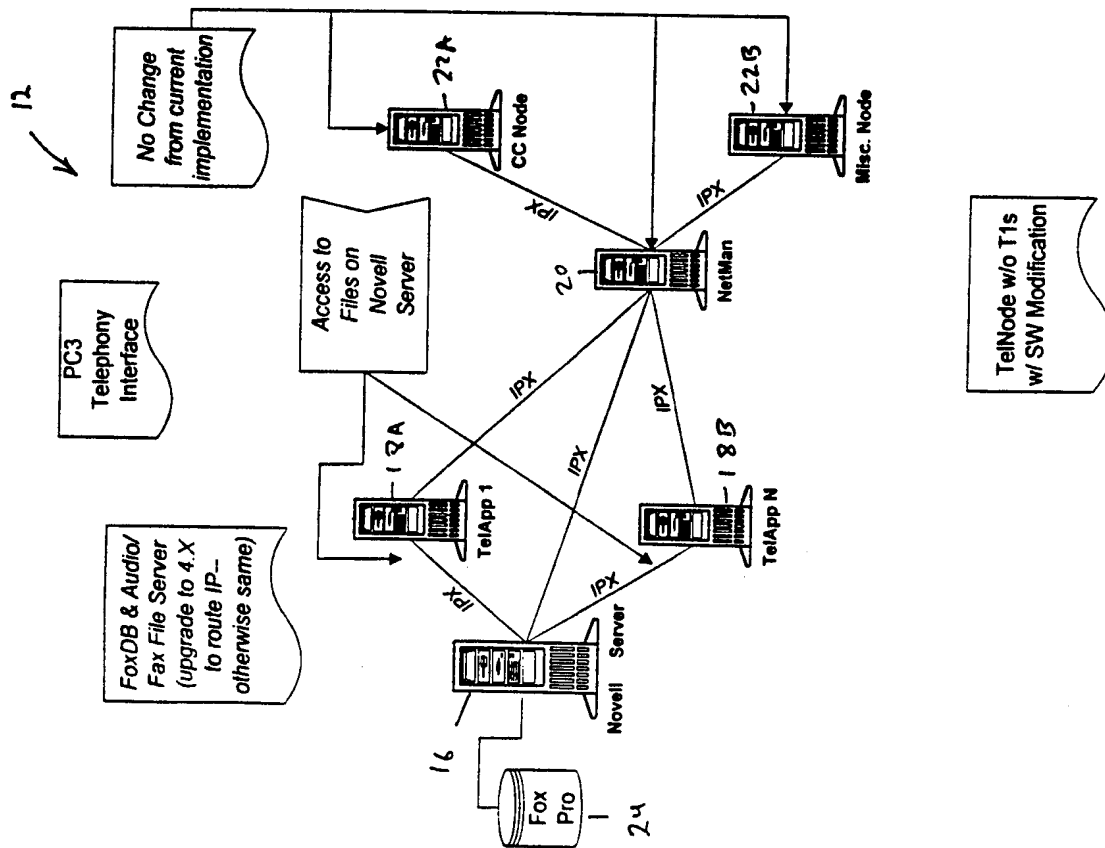 12
PC3
Telephony
Interface
No Change
from current
implementation
FoxDB & Audio/
Fax File Server
(upgrade to 4.X
to route IP--
otherwise same)
Access to
Files on
Novell
Server
22A
CC Node
18A
TelApp 1
IPX
IPX
IPX
20
NetMan
16
Novell Server
IPX
IPX
IPX
IPX
22B
Misc. Node
18B
TelApp N
Fox
Pro
24
TelNode w/o T1s
w/ SW Modification